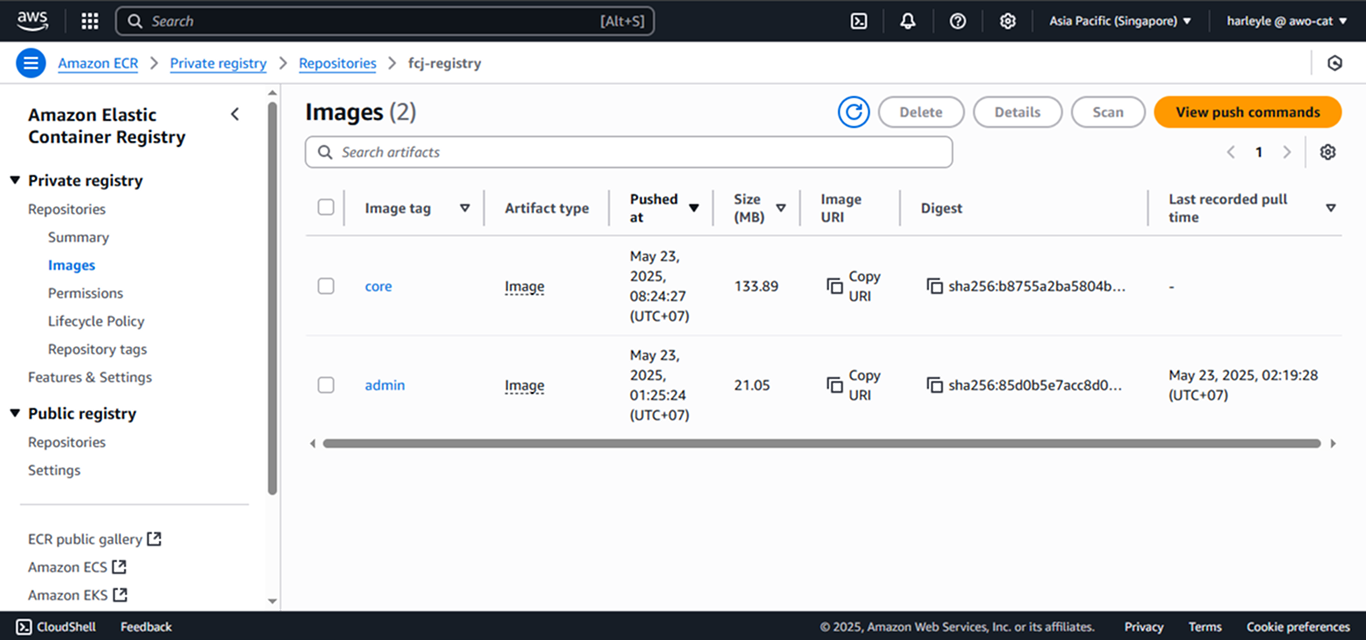 aws
Search
[Alt+S]
Asia Pacific (Singapore)
harleyle @ awo-cat
Amazon ECR
Private registry
Repositories
fcj-registry
Amazon Elastic
Container Registry
Private registry
Repositories
Summary
Images
Permissions
Lifecycle Policy
Repository tags
Features & Settings
Public registry
Repositories
Settings
ECR public gallery
Amazon ECS
Amazon EKS
Images (2)
Delete
Details
Scan
View push commands
Search artifacts
1
Image tag
Artifact type
Pushed
at
Size
(MB)
Image
URI
Digest
Last recorded pull
time
core
Image
May 23,
2025,
08:24:27
(UTC+07)
133.89
Copy
URI
sha256:b8755a2ba5804b...
-
admin
Image
May 23,
2025,
01:25:24
(UTC+07)
21.05
Copy
URI
sha256:85d0b5e7acc8d0...
May 23, 2025, 02:19:28
(UTC+07)
CloudShell
Feedback
© 2025, Amazon Web Services, Inc. or its affiliates.
Privacy
Terms
Cookie preferences